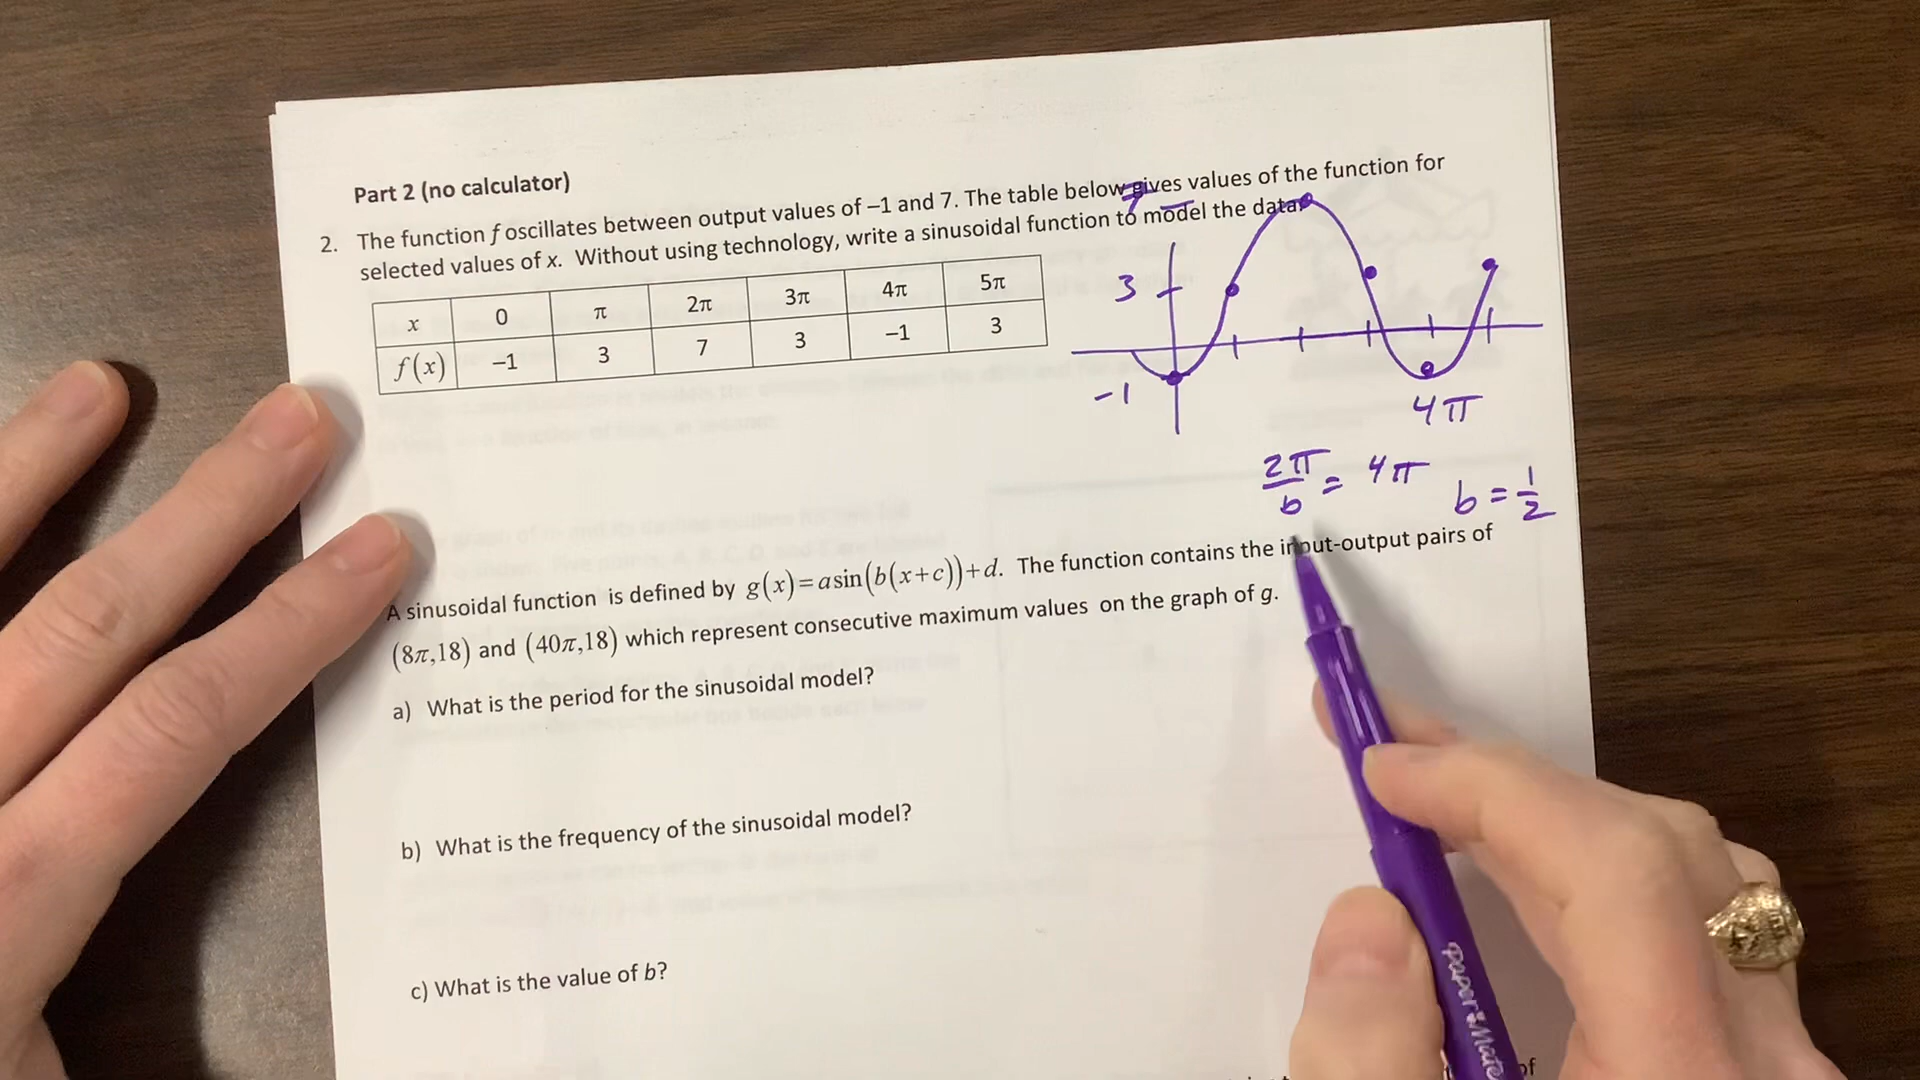 Part 2 (no calculator)
2. The function f oscillates between output values of –1 and 7. The table below gives values of the function for
selected values of x. Without using technology, write a sinusoidal function to model the data.
x 0 π 2π 3π 4π 5π
f(x) –1 3 7 3 –1 3
7
3
-1
4π
2π/b = 4π b = 1/2
A sinusoidal function is defined by g(x)=asin(b(x+c))+d. The function contains the input-output pairs of
(8π,18) and (40π,18) which represent consecutive maximum values on the graph of g.
a) What is the period for the sinusoidal model?
b) What is the frequency of the sinusoidal model?
c) What is the value of b?
of
paper mate